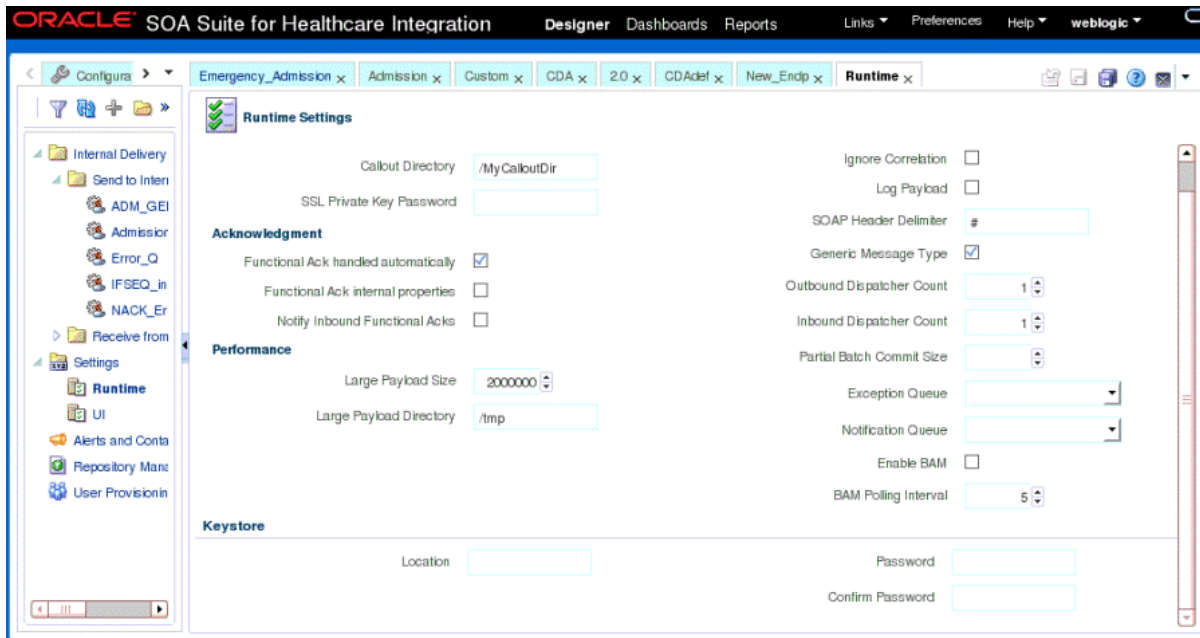 ORACLE SOA Suite for Healthcare Integration Designer Dashboards Reports Links Preferences Help weblogic
Configura Emergency_Admission x Admission x Custom x CDA x 2.0 x CDAdef x New_Endp x Runtime x
Runtime Settings
Internal Delivery
Send to Intern
ADM_GEI
Admission
Error_Q
IFSEQ_in
NACK_Er
Receive from
Settings
Runtime
UI
Alerts and Conta
Repository Mana
User Provisionin
Callout Directory /MyCalloutDir
SSL Private Key Password
Acknowledgment
Functional Ack handled automatically
Functional Ack internal properties
Notify Inbound Functional Acks
Performance
Large Payload Size 2000000
Large Payload Directory /tmp
Ignore Correlation
Log Payload
SOAP Header Delimiter #
Generic Message Type
Outbound Dispatcher Count 1
Inbound Dispatcher Count 1
Partial Batch Commit Size
Exception Queue
Notification Queue
Enable BAM
BAM Polling Interval 5
Keystore
Location
Password
Confirm Password